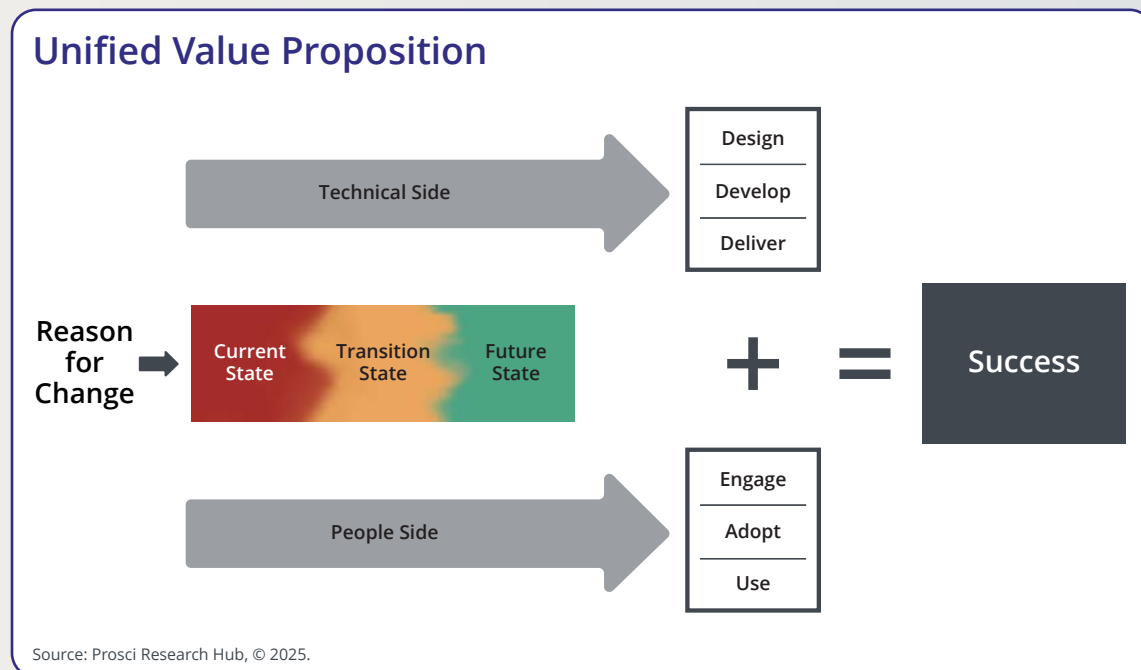 Unified Value Proposition
Technical Side
Design
Develop
Deliver
Reason
for
Change
Current
State
Transition
State
Future
State
+
=
Success
People Side
Engage
Adopt
Use
Source: Prosci Research Hub, © 2025.